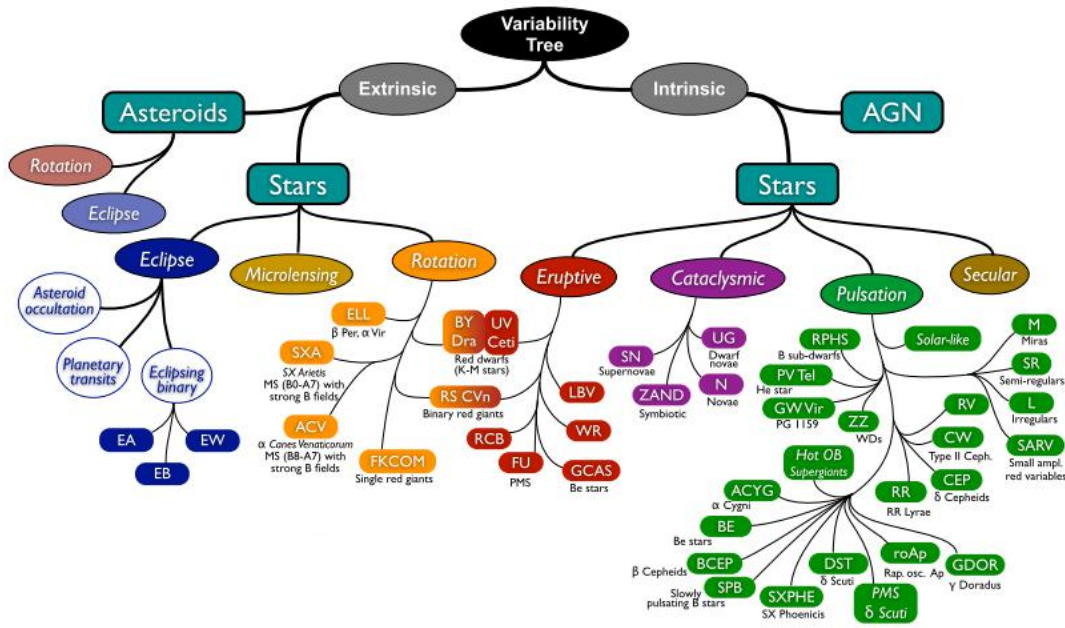 Variability
Tree
Extrinsic
Intrinsic
Asteroids
AGN
Rotation
Eclipse
Stars
Stars
Eclipse
Microlensing
Rotation
Eruptive
Cataclysmic
Pulsation
Secular
Asteroid
occultation
Planetary
transits
Eclipsing
binary
EA
EB
EW
ELL
β Per, α Vir
SXA
SX Arietis
MS (B0-A7) with
strong B fields
ACV
α Canes Venaticorum
MS (B8-A7) with
strong B fields
FKCOM
Single red giants
BY
Dra
UV
Ceti
Red dwarfs
(K-M stars)
RS CVn
Binary red giants
LBV
WR
RCB
FU
PMS
GCAS
Be stars
SN
Supernovae
UG
Dwarf
novae
ZAND
Symbiotic
N
Novae
RPHS
B sub-dwarfs
Solar-like
PV Tel
He star
GW Vir
PG 1159
ZZ
WDs
M
Miras
SR
Semi-regulars
L
Irregulars
SARV
Small ampl.
red variables
RV
CW
Type II Ceph.
CEP
δ Cepheids
RR
RR Lyrae
Hot OB
Supergiants
ACYG
α Cygni
BE
Be stars
BCEP
β Cepheids
SPB
Slowly
pulsating B stars
SXPHE
SX Phoenicis
DST
δ Scuti
PMS
δ Scuti
roAp
Rap. osc. Ap
GDOR
γ Doradus